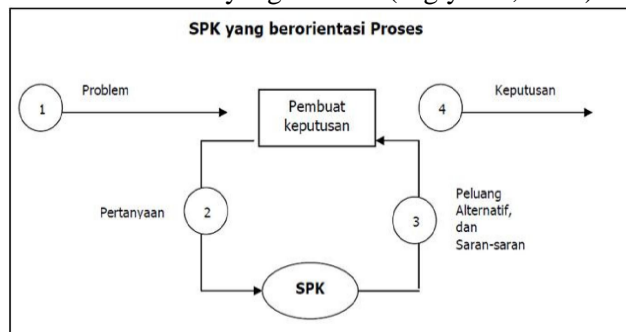 SPK yang berorientasi Proses
1
Problem
Pembuat
keputusan
4
Keputusan
Pertanyaan
2
3
Peluang
Alternatif,
dan
Saran-saran
SPK